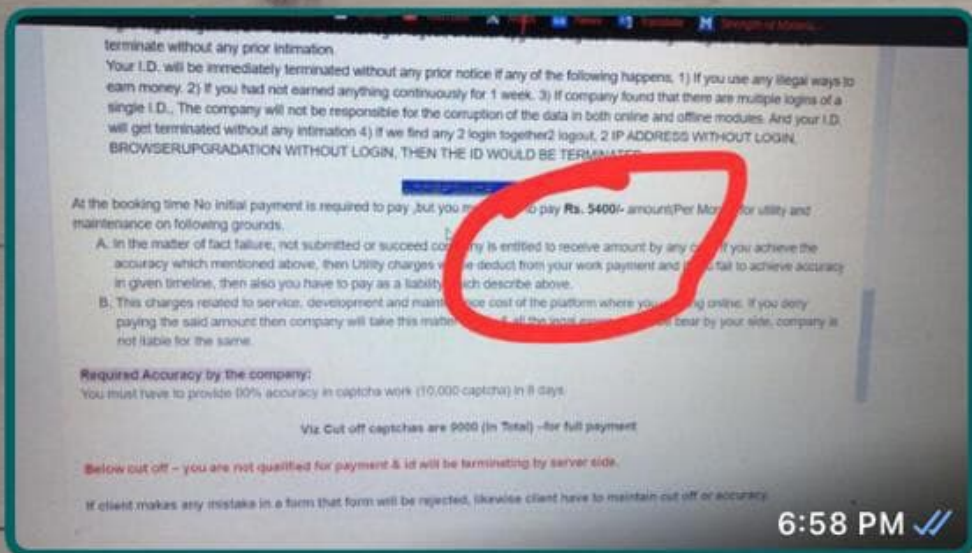 News Translate M Strength of Materi...
terminate without any prior intimation
Your I.D. will be immediately terminated without any prior notice if any of the following happens, 1) If you use any illegal ways to
earn money. 2) If you had not earned anything continuously for 1 week. 3) If company found that there are multiple logins of a
single I.D.. The company will not be responsible for the corruption of the data in both online and offline modules. And your I.D.
will get terminated without any intimation 4) If we find any 2 login together2 logout, 2 IP ADDRESS WITHOUT LOGIN,
BROWSERUPGRADATION WITHOUT LOGIN, THEN THE ID WOULD BE
At the booking time No initial payment is required to pay ,but you pay Rs. 5400/- amount(Per for utility and
maintenance on following grounds.
A. In the matter of fact failure, not submitted or succeed is entitled to receive amount by any if you achieve the
accuracy which mentioned above, then Utility charges deduct from your work payment and fail to achieve accuracy
in given timeline, then also you have to pay as a liability describe above.
B. This charges related to service, development and cost of the platform where online. If you deny
paying the said amount then company will take this all the legal bear by your side, company is
not liable for the same.
Required Accuracy by the company:
You must have to provide 90% accuracy in captcha work (10,000 captcha) in 8 days.
Viz Cut off captchas are 9000 (In Total) –for full payment
Below cut off – you are not qualified for payment & id will be terminating by server side.
If client makes any mistake in a form that form will be rejected, likewise client have to maintain cut off or accuracy
6:58 PM